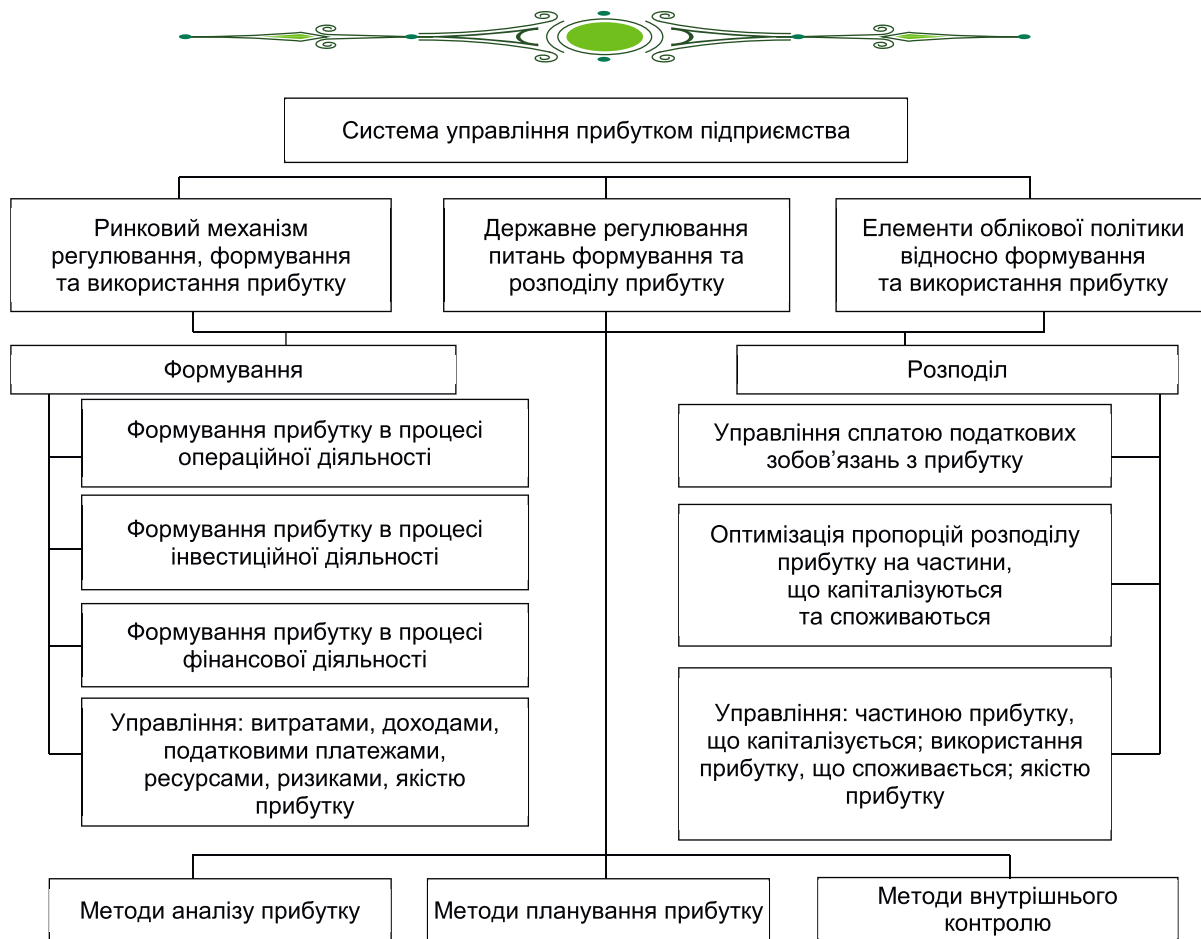 Система управління прибутком підприємства
Ринковий механізм
регулювання, формування
та використання прибутку
Державне регулювання
питань формування та
розподілу прибутку
Елементи облікової політики
відносно формування
та використання прибутку
Формування
Формування прибутку в процесі
операційної діяльності
Формування прибутку в процесі
інвестиційної діяльності
Формування прибутку в процесі
фінансової діяльності
Управління: витратами, доходами,
податковими платежами,
ресурсами, ризиками, якістю
прибутку
Розподіл
Управління сплатою податкових
зобов’язань з прибутку
Оптимізація пропорцій розподілу
прибутку на частини,
що капіталізуються
та споживаються
Управління: частиною прибутку,
що капіталізується; використання
прибутку, що споживається; якістю
прибутку
Методи аналізу прибутку
Методи планування прибутку
Методи внутрішнього
контролю